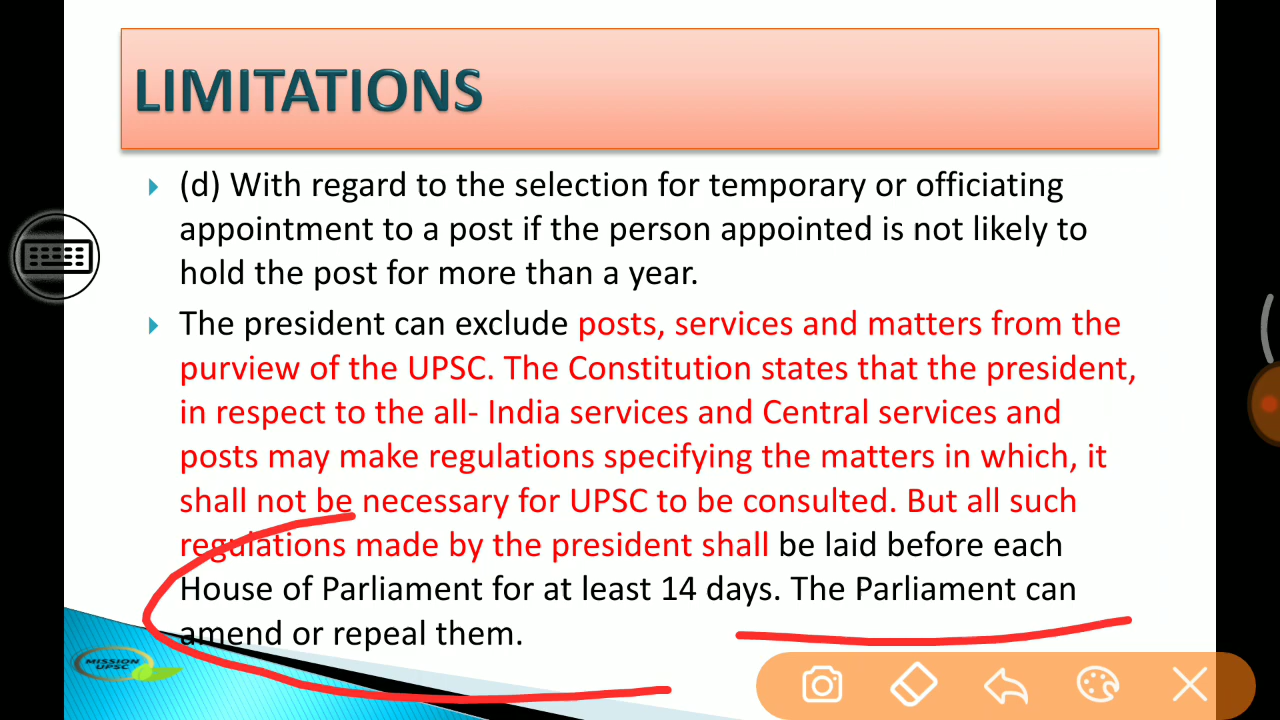 LIMITATIONS
(d) With regard to the selection for temporary or officiating
appointment to a post if the person appointed is not likely to
hold the post for more than a year.
The president can exclude posts, services and matters from the
purview of the UPSC. The Constitution states that the president,
in respect to the all- India services and Central services and
posts may make regulations specifying the matters in which, it
shall not be necessary for UPSC to be consulted. But all such
regulations made by the president shall be laid before each
House of Parliament for at least 14 days. The Parliament can
amend or repeal them.
MISSION
UPSC